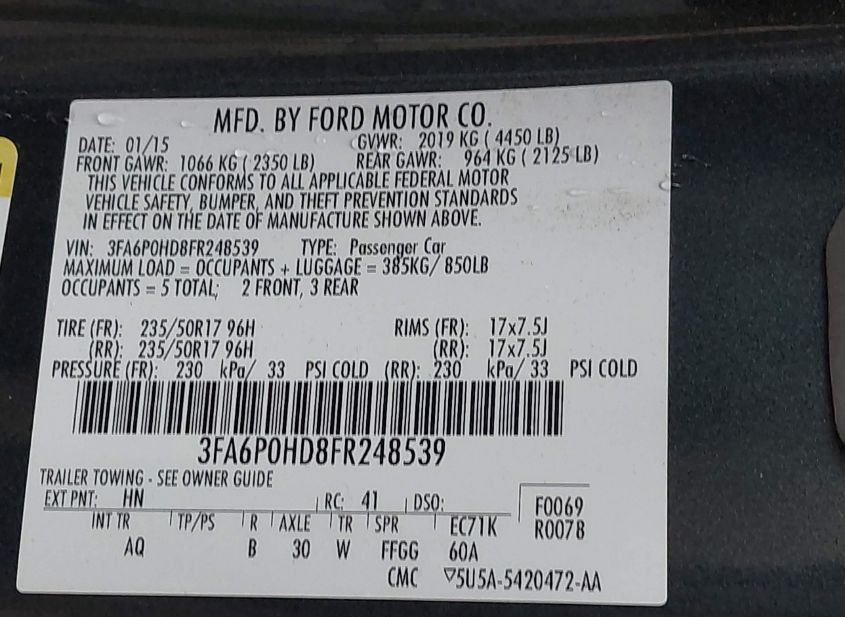 MFD. BY FORD MOTOR CO.
DATE: 01/15 GVWR: 2019 KG ( 4450 LB)
FRONT GAWR: 1066 KG ( 2350 LB) REAR GAWR: 964 KG ( 2125 LB)
THIS VEHICLE CONFORMS TO ALL APPLICABLE FEDERAL MOTOR
VEHICLE SAFETY, BUMPER, AND THEFT PREVENTION STANDARDS
IN EFFECT ON THE DATE OF MANUFACTURE SHOWN ABOVE.
VIN: 3FA6P0HD8FR248539 TYPE: Passenger Car
MAXIMUM LOAD = OCCUPANTS + LUGGAGE = 385KG/ 850LB
OCCUPANTS = 5 TOTAL; 2 FRONT, 3 REAR
TIRE (FR): 235/50R17 96H RIMS (FR): 17x7.5J
(RR): 235/50R17 96H (RR): 17x7.5J
PRESSURE (FR): 230 kPa/ 33 PSI COLD (RR): 230 kPa/ 33 PSI COLD
3FA6P0HD8FR248539
TRAILER TOWING - SEE OWNER GUIDE
EXT PNT: HN RC: 41 DSO: F0069
INT TR TP/PS R AXLE TR SPR EC71K R0078
AQ B 30 W FFGG 60A
CMC ▽5U5A-5420472-AA